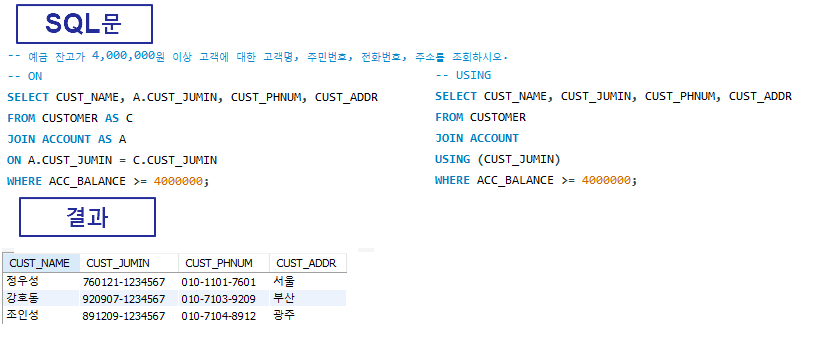 SQL문
-- 예금 잔고가 4,000,000원 이상 고객에 대한 고객명, 주민번호, 전화번호, 주소를 조회하시오.
-- ON
SELECT CUST_NAME, A.CUST_JUMIN, CUST_PHNUM, CUST_ADDR
FROM CUSTOMER AS C
JOIN ACCOUNT AS A
ON A.CUST_JUMIN = C.CUST_JUMIN
WHERE ACC_BALANCE >= 4000000;
-- USING
SELECT CUST_NAME, CUST_JUMIN, CUST_PHNUM, CUST_ADDR
FROM CUSTOMER
JOIN ACCOUNT
USING (CUST_JUMIN)
WHERE ACC_BALANCE >= 4000000;
결과
CUST_NAME CUST_JUMIN CUST_PHNUM CUST_ADDR
정우성 760121-1234567 010-1101-7601 서울
강호동 920907-1234567 010-7103-9209 부산
조인성 891209-1234567 010-7104-8912 광주